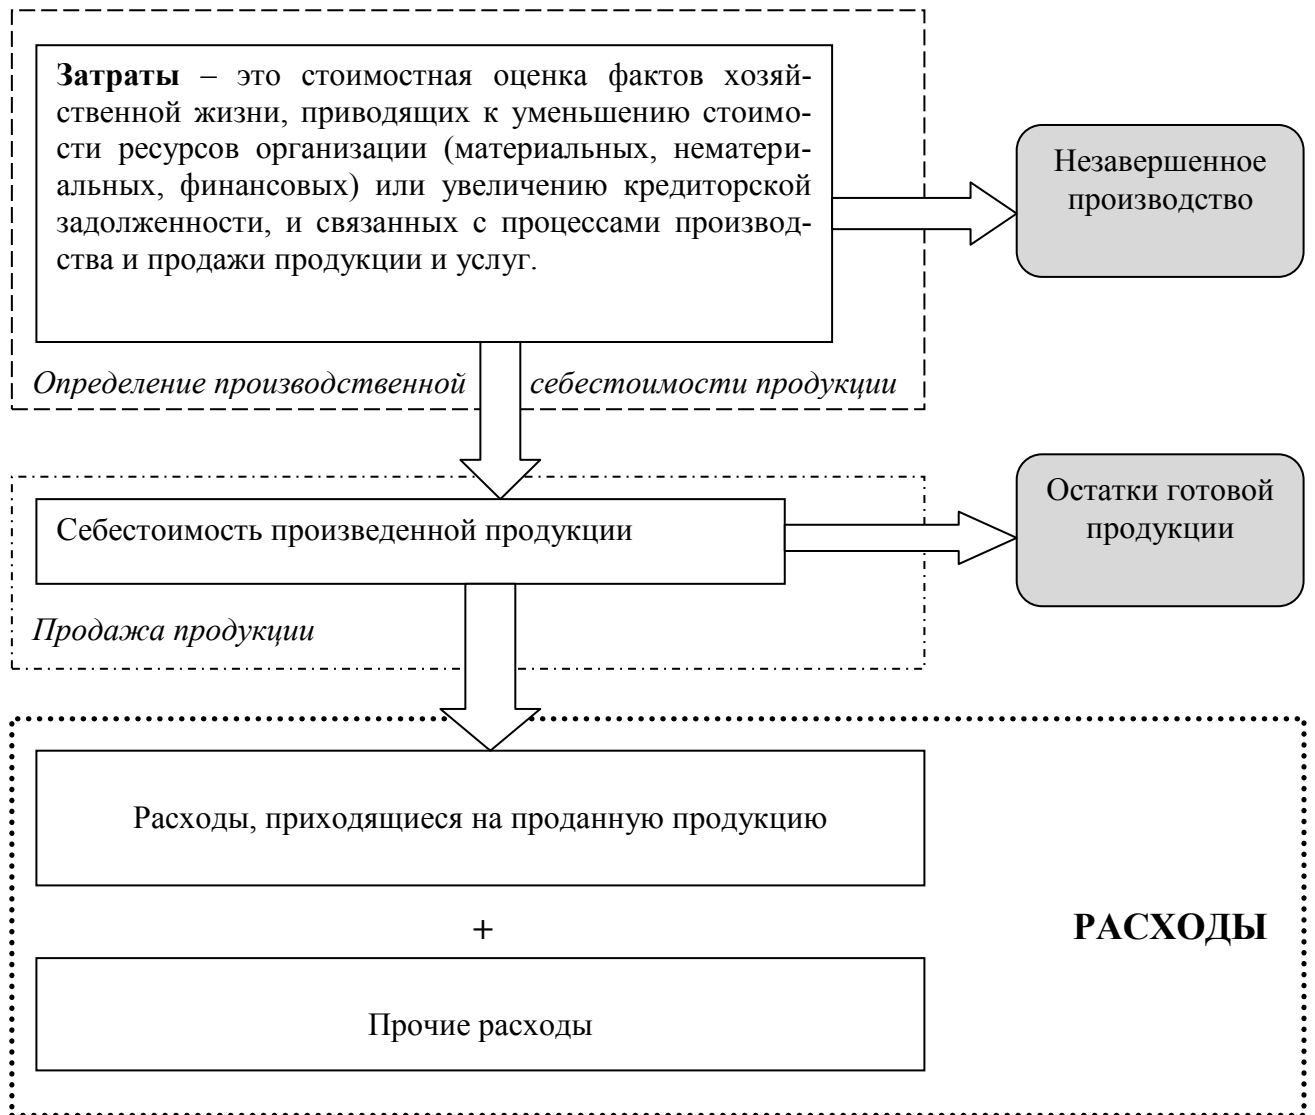 Затраты – это стоимостная оценка фактов хозяй-
ственной жизни, приводящих к уменьшению стоимо-
сти ресурсов организации (материальных, нематери-
альных, финансовых) или увеличению кредиторской
задолженности, и связанных с процессами производ-
ства и продажи продукции и услуг.
Незавершенное
производство
Определение производственной себестоимости продукции
Себестоимость произведенной продукции
Остатки готовой
продукции
Продажа продукции
Расходы, приходящиеся на проданную продукцию
+
РАСХОДЫ
Прочие расходы